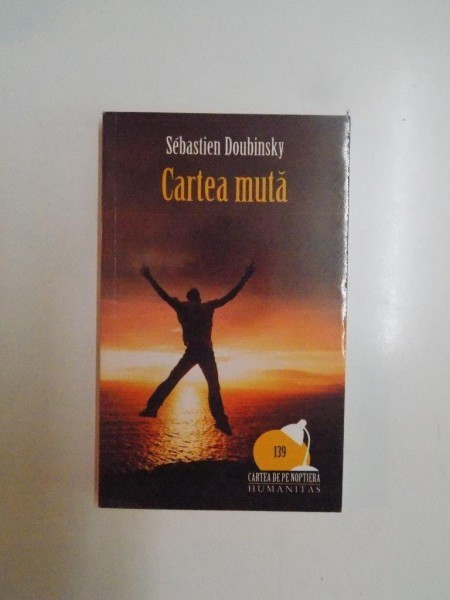 Sébastien Doubinsky
Cartea mută
139
CARTEA DE PE NOPTIERĂ
HUMANITAS